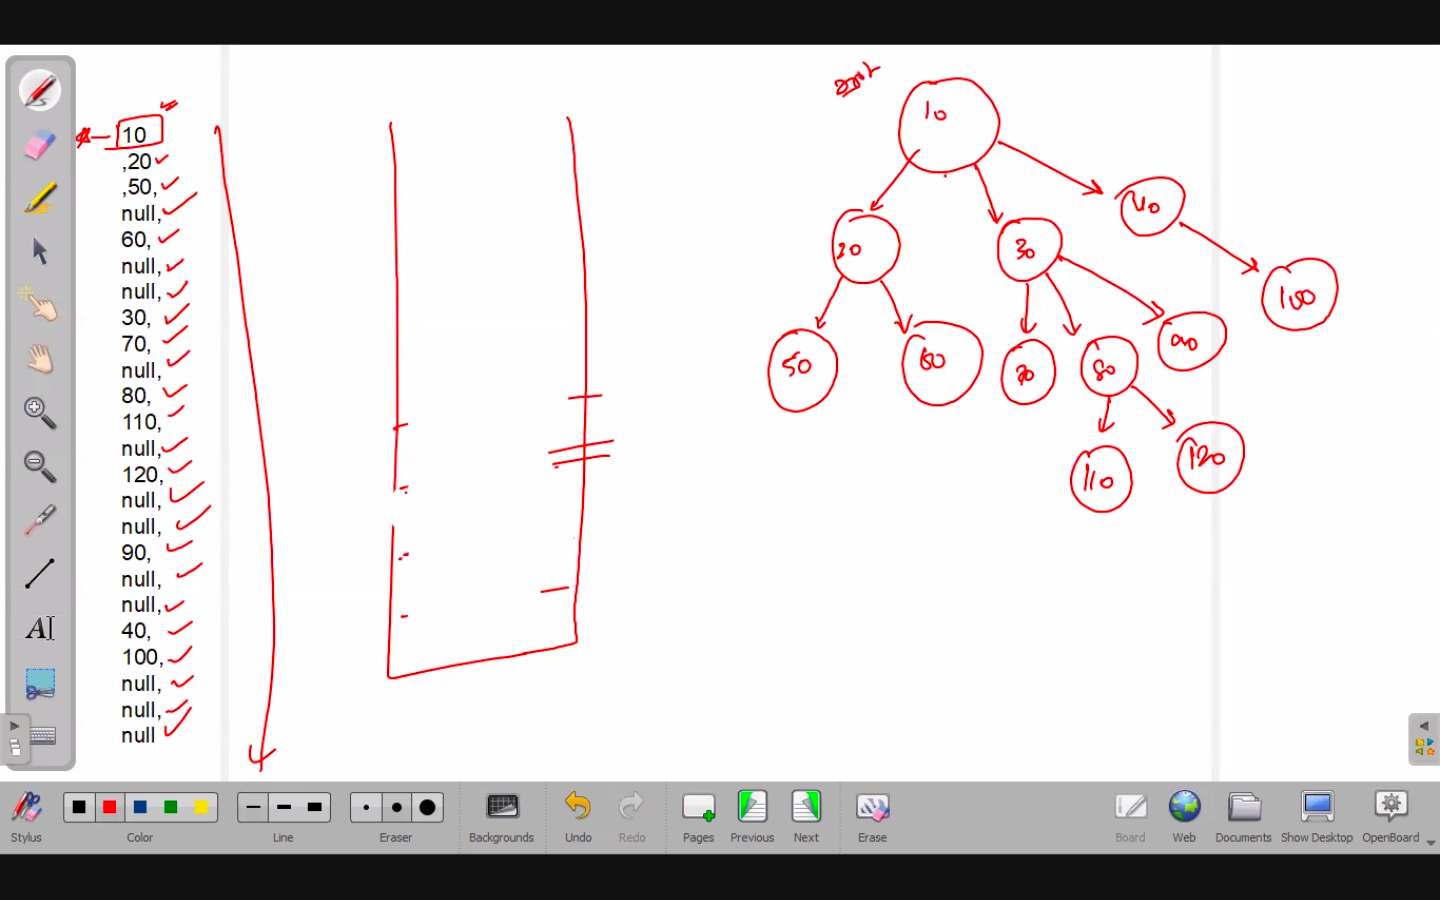 root
10
,20
,50,
null,
60,
null,
null,
30,
70,
null,
80,
110,
null,
120,
null,
null,
90,
null,
null,
40,
100,
null,
null,
null
10
20
30
40
100
50
60
70
80
90
110
120
A
Stylus
Color
Line
Eraser
Backgrounds
Undo
Redo
Pages
Previous
Next
Erase
Board
Web
Documents
Show Desktop
OpenBoard